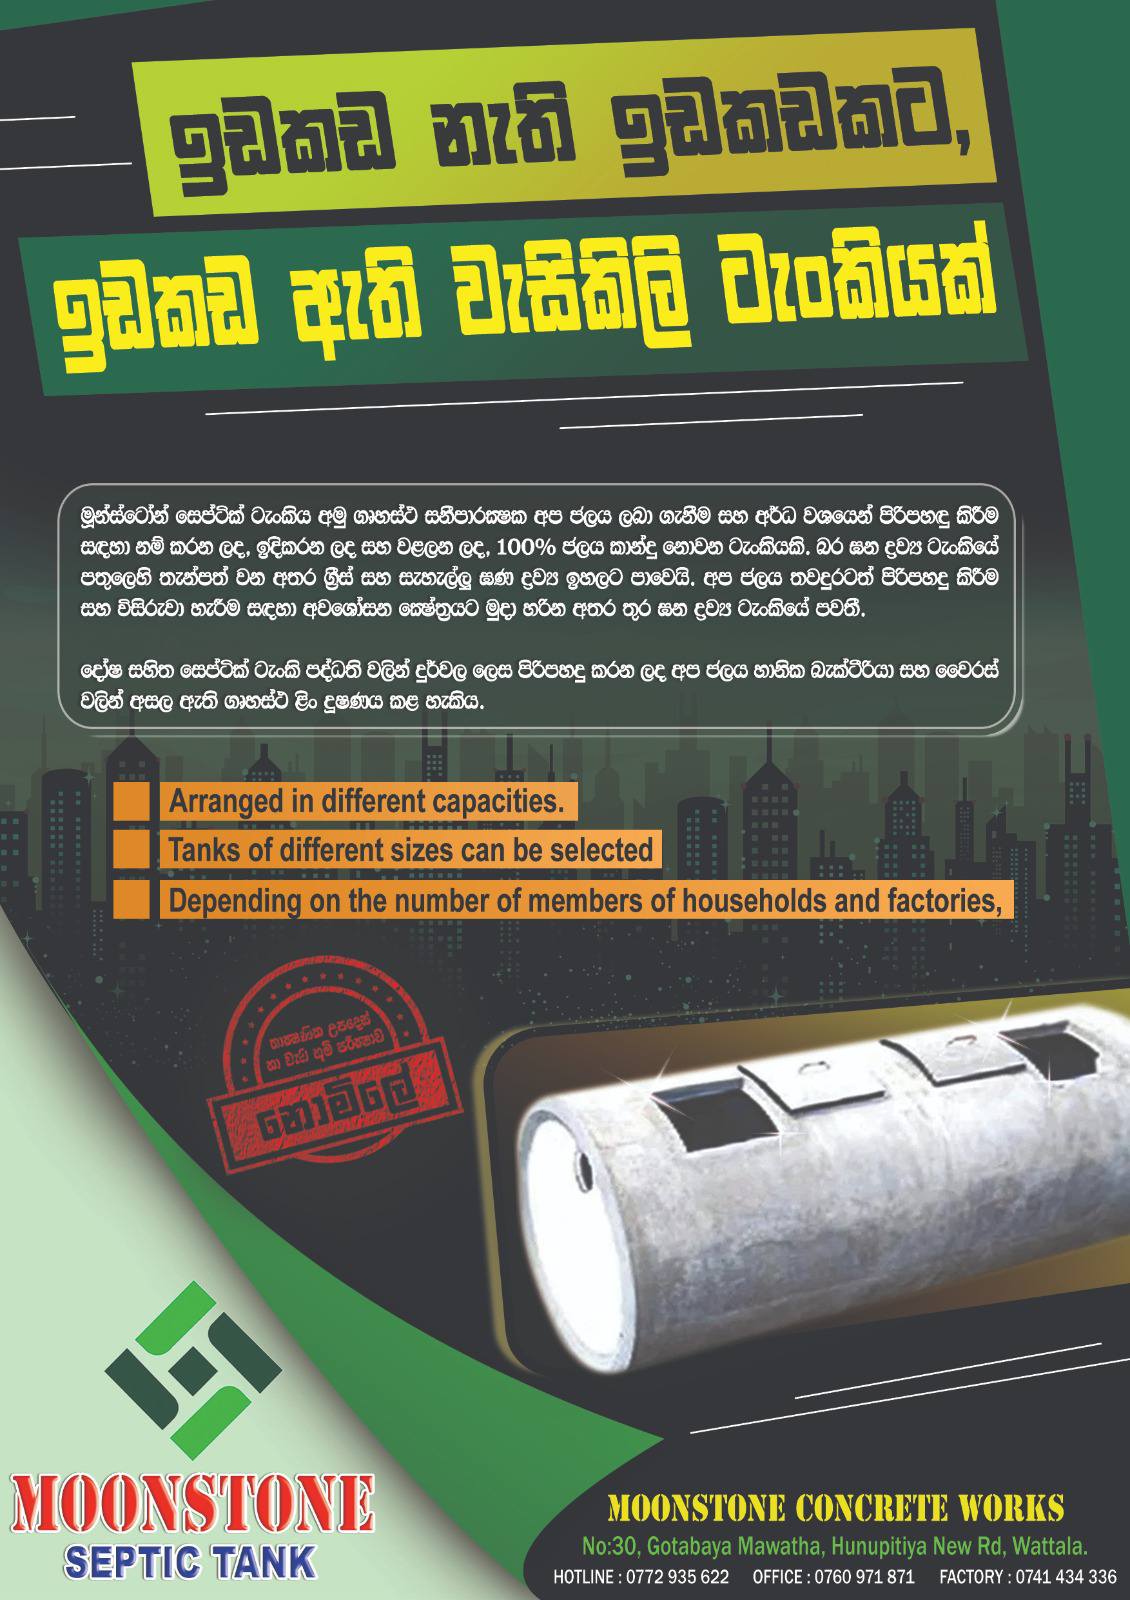 ඉඩකඩ නැති ඉඩකඩකට,
ඉඩකඩ ඇති වැසිකිලි ටැංකියක්
මූන්ස්ටෝන් සෙප්ටික් ටැංකිය අමු ගෘහස්ථ සනීපාරක්ෂක අප ජලය ලබා ගැනීම සහ අර්ධ වශයෙන් පිරිපහඳු කිරීම
සඳහා නම් කරන ලද, ඉදිකරන ලද සහ වළලන ලද, 100% ජලය කාන්දු නොවන ටැංකියකි. බර ඝන ද්‍රව්‍ය ටැංකියේ
පතුලෙහි තැන්පත් වන අතර ග්‍රීස් සහ සැහැල්ලු ඝණ ද්‍රව්‍ය ඉහලට පාවෙයි. අප ජලය තවදුරටත් පිරිපහදු කිරීම
සහ විසිරුවා හැරීම සඳහා අවශෝසන ක්ෂේත්‍රයට මුදා හරින අතර තුර ඝන ද්‍රව්‍ය ටැංකියේ පවතී.
දෝෂ සහිත සෙප්ටික් ටැංකි පද්ධති වලින් දුර්වල ලෙස පිරිපහදු කරන ලද අප ජලය හානික බැක්ටීරියා සහ වෛරස්
වලින් අසල ඇති ගෘහස්ථ ළිං දූෂණය කළ හැකිය.
Arranged in different capacities.
Tanks of different sizes can be selected
Depending on the number of members of households and factories,
තාක්ෂණික උපදෙස්
හා වැඩ භූමි පරීක්ෂාව
නොමිලේ
MOONSTONE
SEPTIC TANK
MOONSTONE CONCRETE WORKS
No:30, Gotabaya Mawatha, Hunupitiya New Rd, Wattala.
HOTLINE : 0772 935 622 OFFICE : 0760 971 871 FACTORY : 0741 434 336